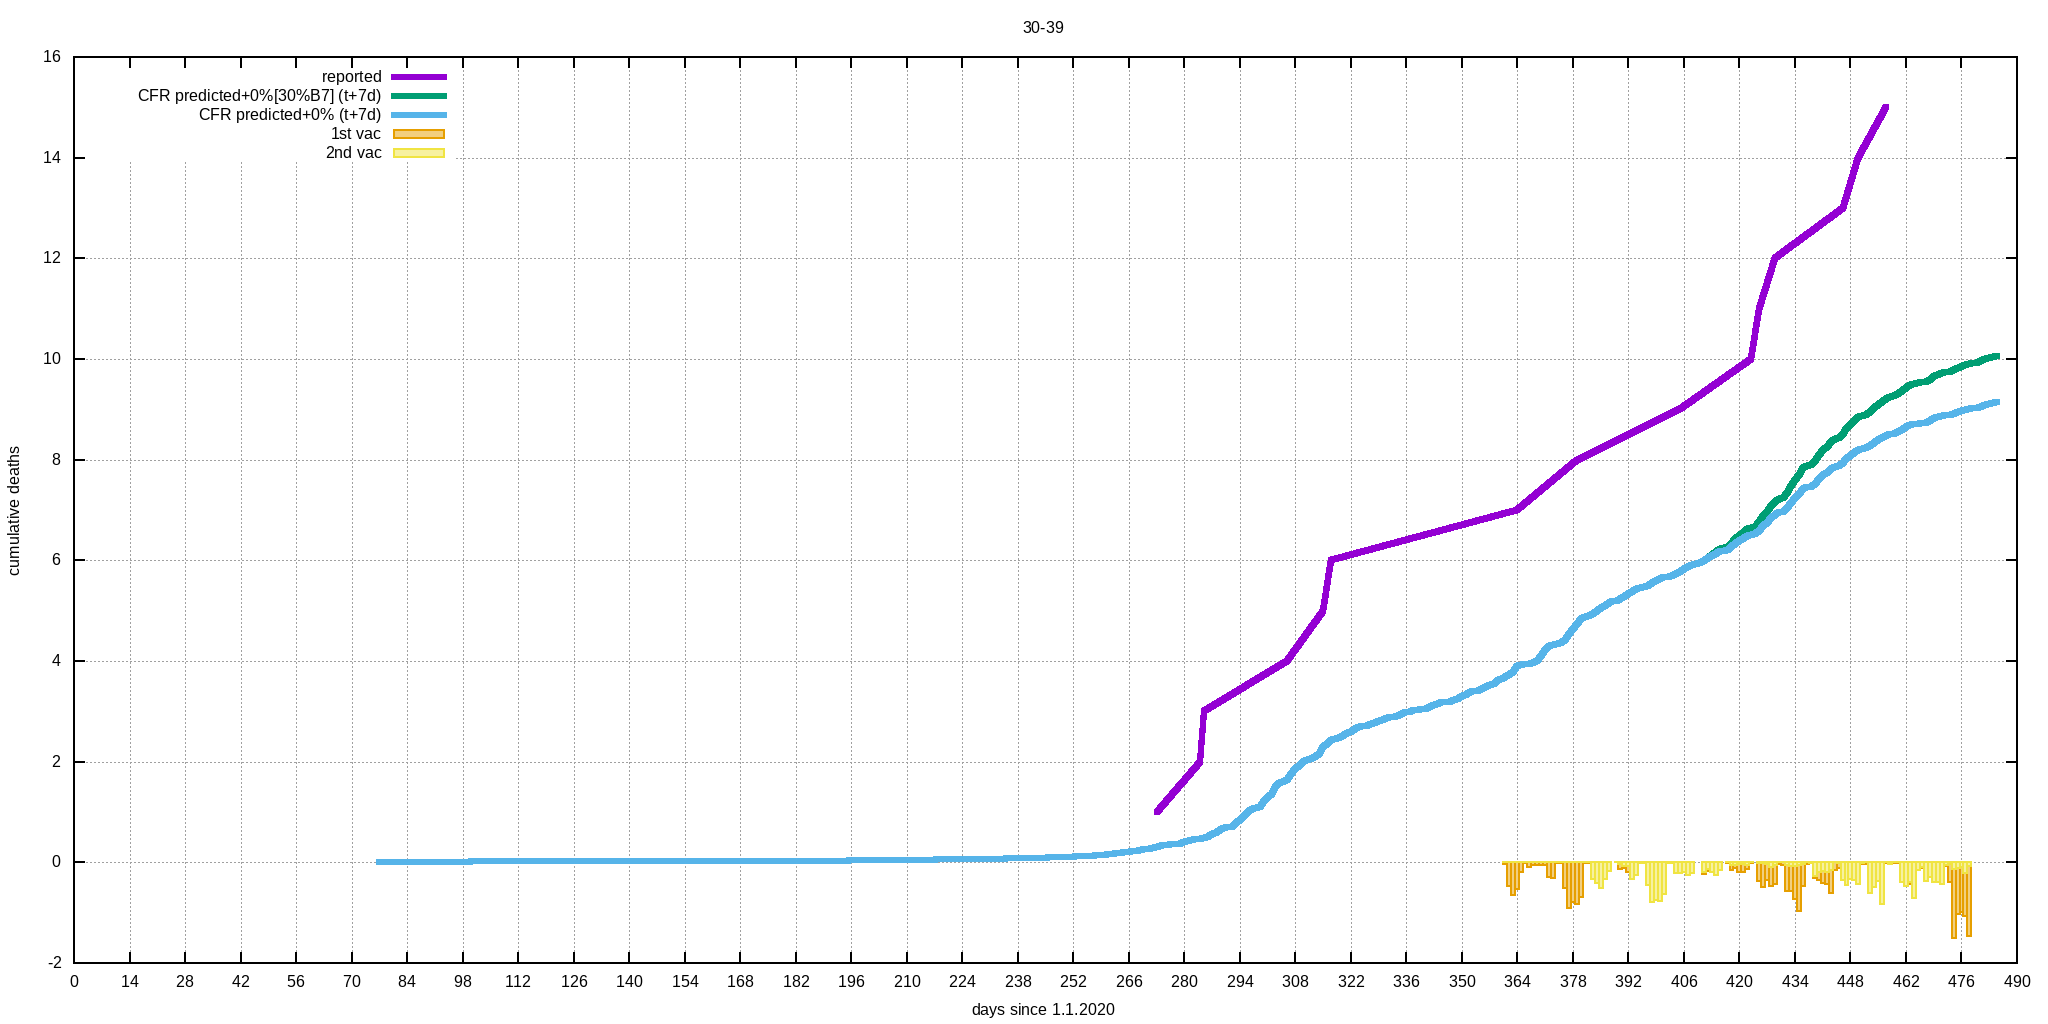 30-39
16
14
12
10
8
6
4
2
0
-2
cumulative deaths
reported
CFR predicted+0%[30%B7] (t+7d)
CFR predicted+0% (t+7d)
1st vac
2nd vac
0 14 28 42 56 70 84 98 112 126 140 154 168 182 196 210 224 238 252 266 280 294 308 322 336 350 364 378 392 406 420 434 448 462 476 490
days since 1.1.2020